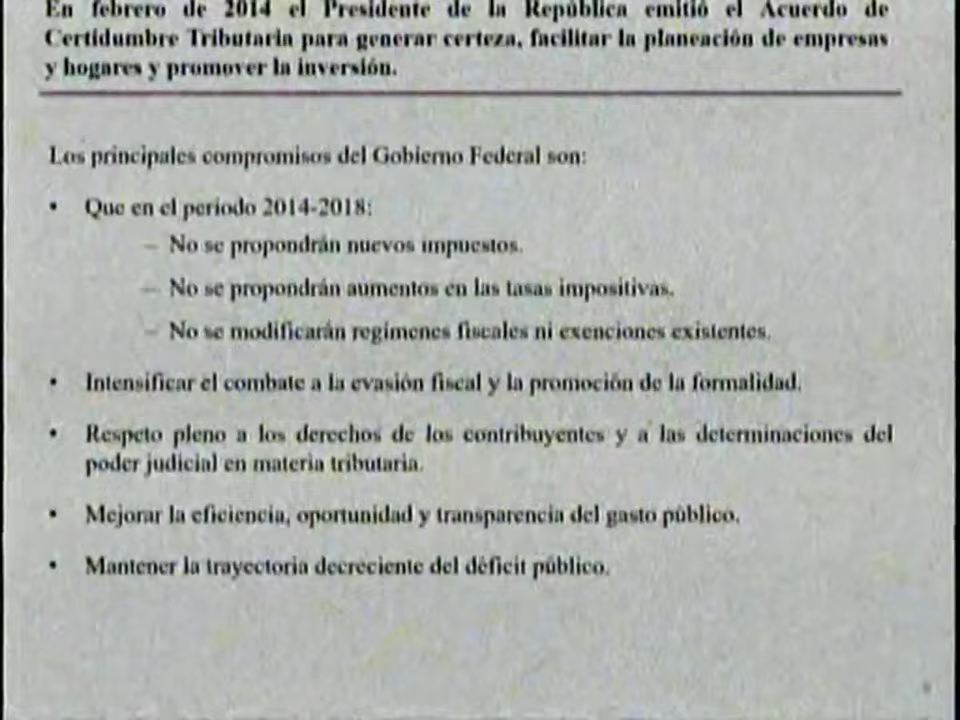 En febrero de 2014 el Presidente de la República emitió el Acuerdo de
Certidumbre Tributaria para generar certeza, facilitar la planeación de empresas
y hogares y promover la inversión.
Los principales compromisos del Gobierno Federal son:
• Que en el periodo 2014-2018:
– No se propondrán nuevos impuestos.
– No se propondrán aumentos en las tasas impositivas.
– No se modificarán regímenes fiscales ni exenciones existentes.
• Intensificar el combate a la evasión fiscal y la promoción de la formalidad.
• Respeto pleno a los derechos de los contribuyentes y a las determinaciones del
poder judicial en materia tributaria.
• Mejorar la eficiencia, oportunidad y transparencia del gasto público.
• Mantener la trayectoria decreciente del déficit público.